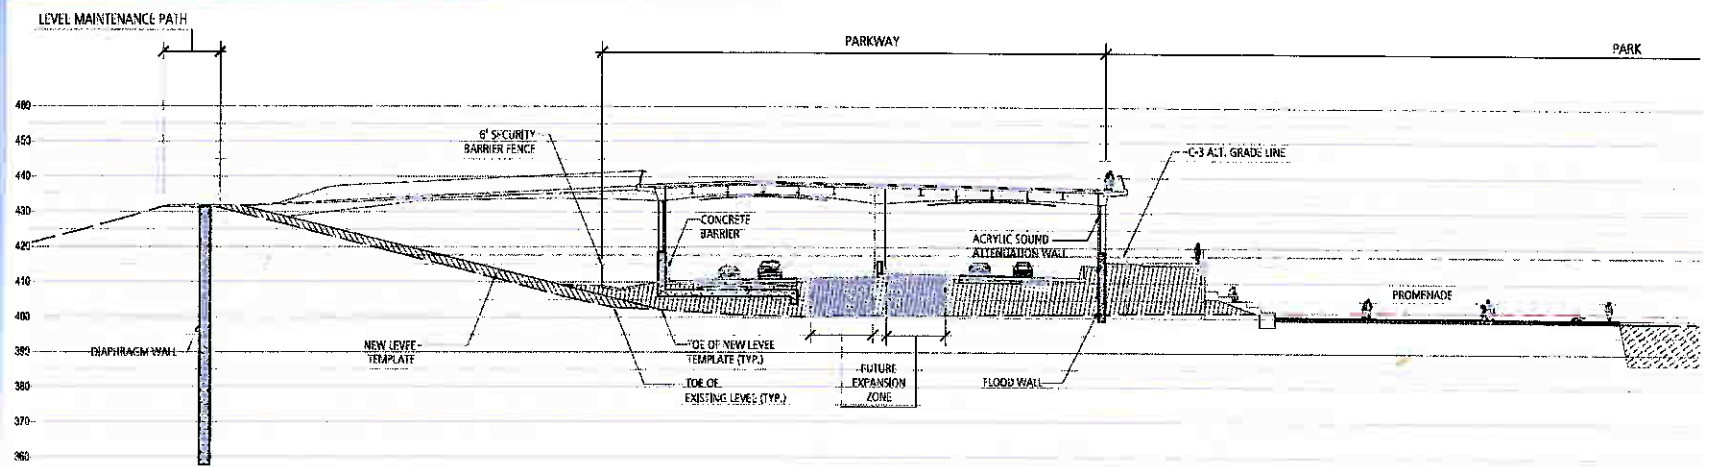 LEVEL MAINTENANCE PATH
PARKWAY
PARK
460
450
440
430
420
410
400
390
380
370
360
6' SECURITY
BARRIER FENCE
C-3 ALT. GRADE LINE
CONCRETE
BARRIER
ACRYLIC SOUND
ATTENUATION WALL
PROMENADE
DIAPHRAGM WALL
NEW LEVEE
TEMPLATE
TOE OF NEW LEVEE
TEMPLATE (TYP.)
TOE OF
EXISTING LEVEE (TYP.)
FUTURE
EXPANSION
ZONE
FLOOD WALL